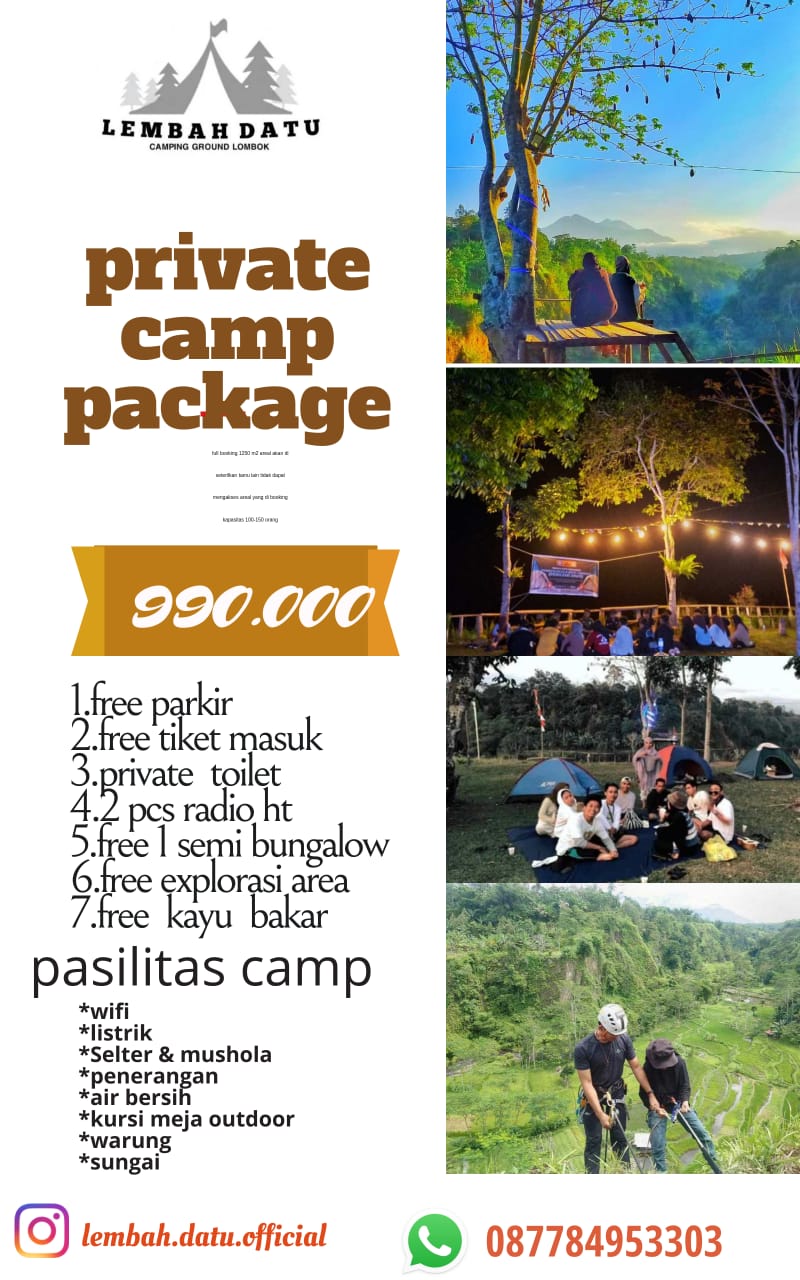 LEMBAH DATU
CAMPING GROUND LOMBOK
private
camp
package
full booking 1250 m2 areal akan di
seterilkan tamu lain tidak dapat
mengakses areal yang di booking
kapasitas 100-150 orang
990.000
1.free parkir
2.free tiket masuk
3.private toilet
4.2 pcs radio ht
5.free 1 semi bungalow
6.free explorasi area
7.free kayu bakar
pasilitas camp
*wifi
*listrik
*Selter & mushola
*penerangan
*air bersih
*kursi meja outdoor
*warung
*sungai
lembah.datu.official
087784953303